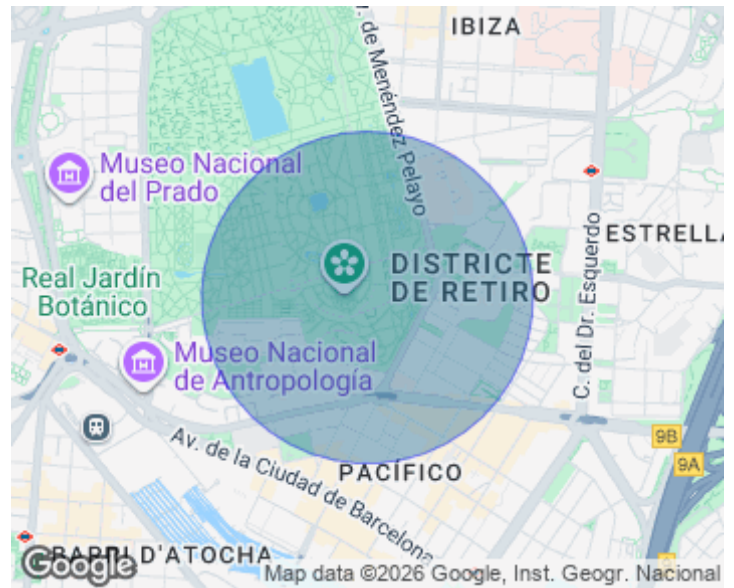 IBIZA
de Menéndez Pelayo
Museo Nacional
del Prado
ESTRELLA
DISTRICTE
DE RETIRO
C. del Dr. Esquerdo
Real Jardín
Botánico
Museo Nacional
de Antropología
9B
9A
Av. de la Ciudad de Barcelona
PACÍFICO
BARRI D'ATOCHA
Google
Map data ©2026 Google, Inst. Geogr. Nacional